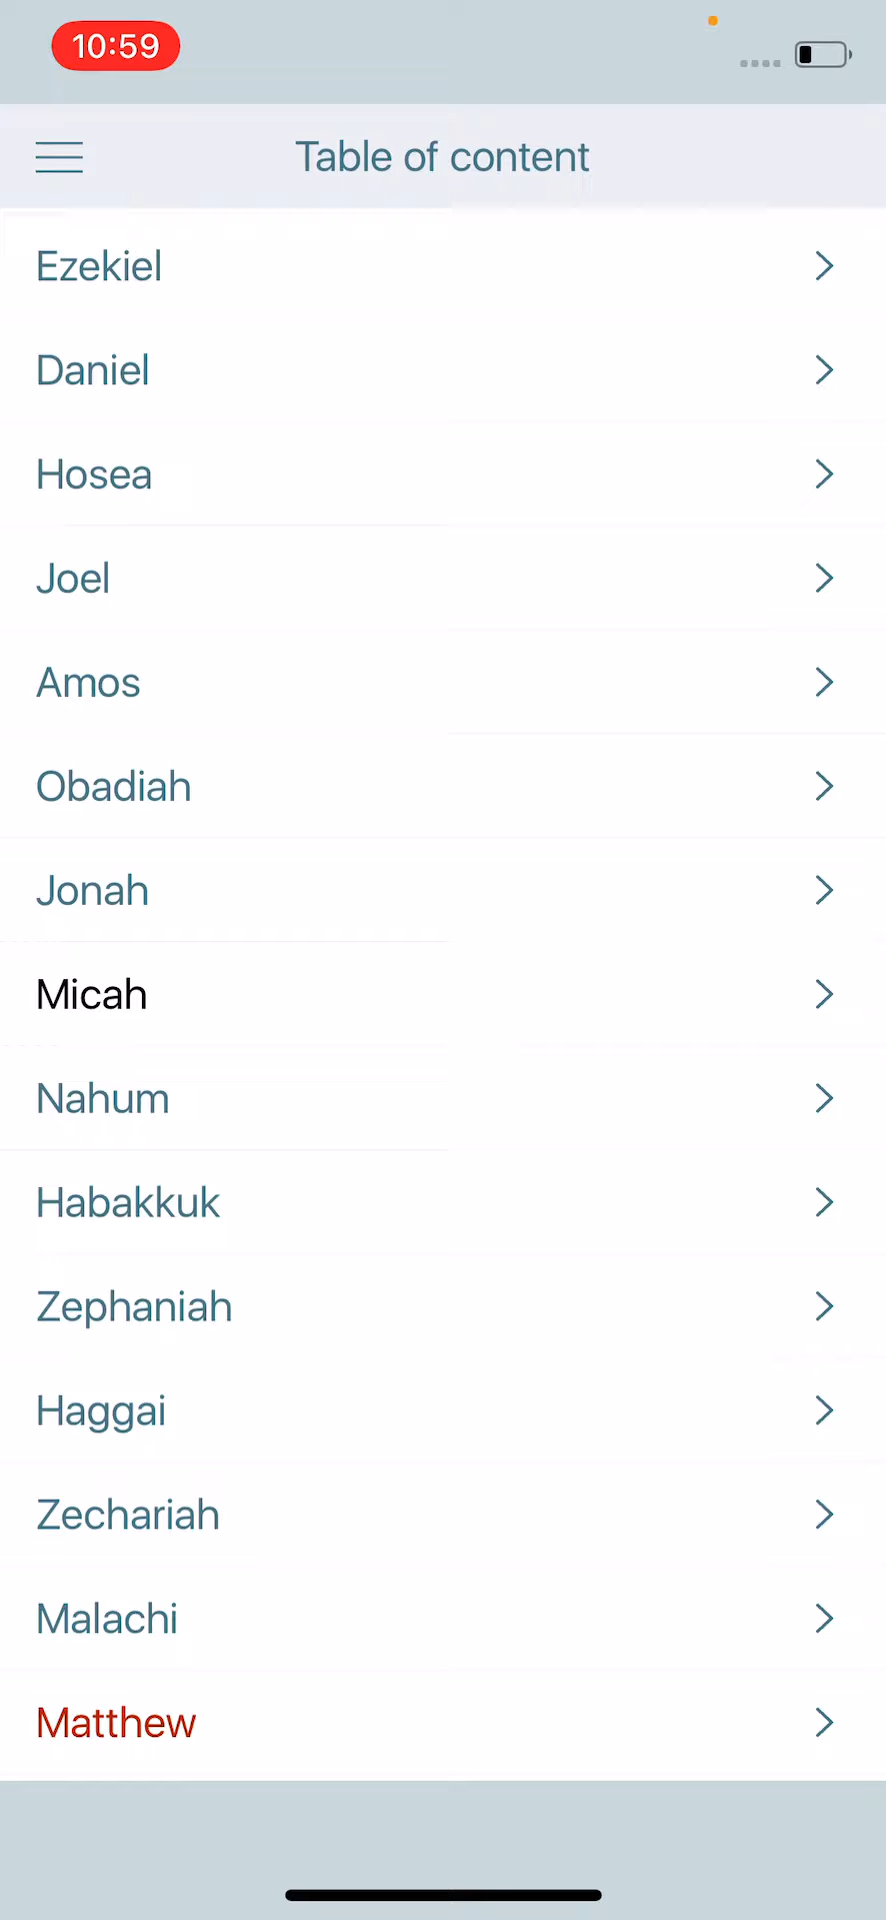 10:59
Table of content
Ezekiel
Daniel
Hosea
Joel
Amos
Obadiah
Jonah
Micah
Nahum
Habakkuk
Zephaniah
Haggai
Zechariah
Malachi
Matthew